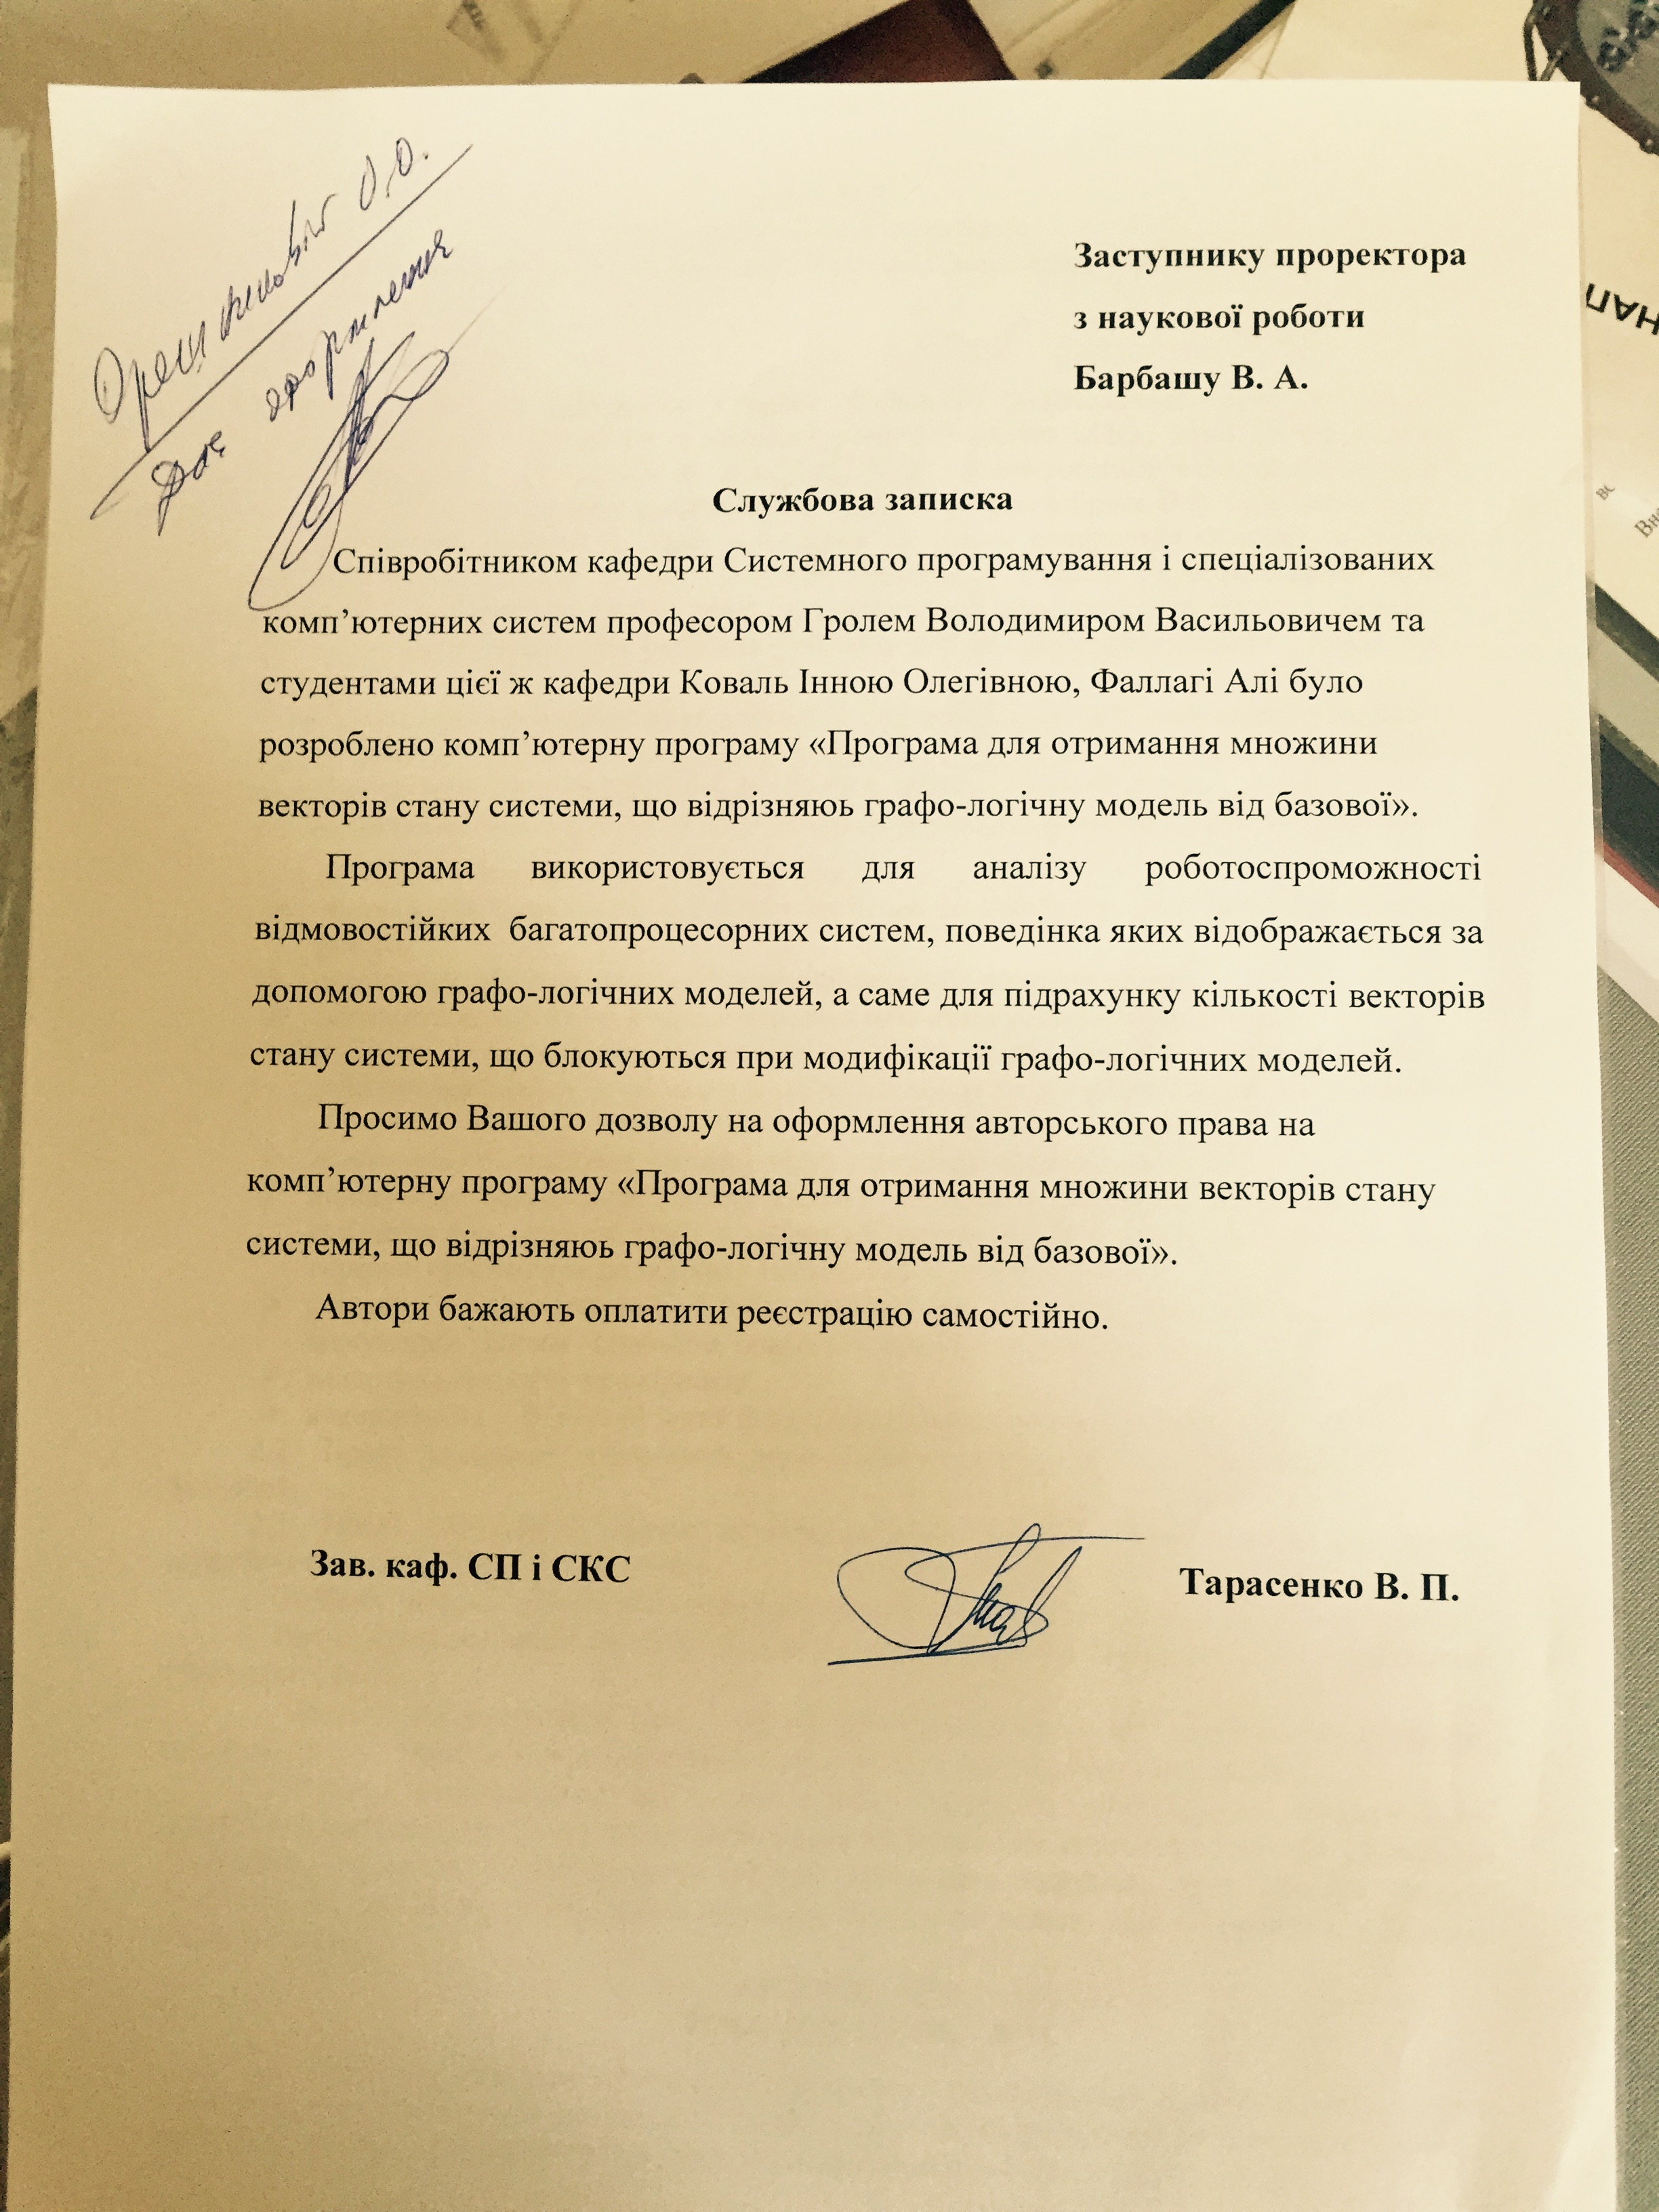 О.О.
для оформлення
Заступнику проректора
з наукової роботи
Барбашу В. А.
Службова записка
Співробітником кафедри Системного програмування і спеціалізованих
комп’ютерних систем професором Гролем Володимиром Васильовичем та
студентами цієї ж кафедри Коваль Інною Олегівною, Фаллагі Алі було
розроблено комп’ютерну програму «Програма для отримання множини
векторів стану системи, що відрізняюь графо-логічну модель від базової».
Програма використовується для аналізу роботоспроможності
відмовостійких багатопроцесорних систем, поведінка яких відображається за
допомогою графо-логічних моделей, а саме для підрахунку кількості векторів
стану системи, що блокуються при модифікації графо-логічних моделей.
Просимо Вашого дозволу на оформлення авторського права на
комп’ютерну програму «Програма для отримання множини векторів стану
системи, що відрізняюь графо-логічну модель від базової».
Автори бажають оплатити реєстрацію самостійно.
Зав. каф. СП і СКС Тарасенко В. П.